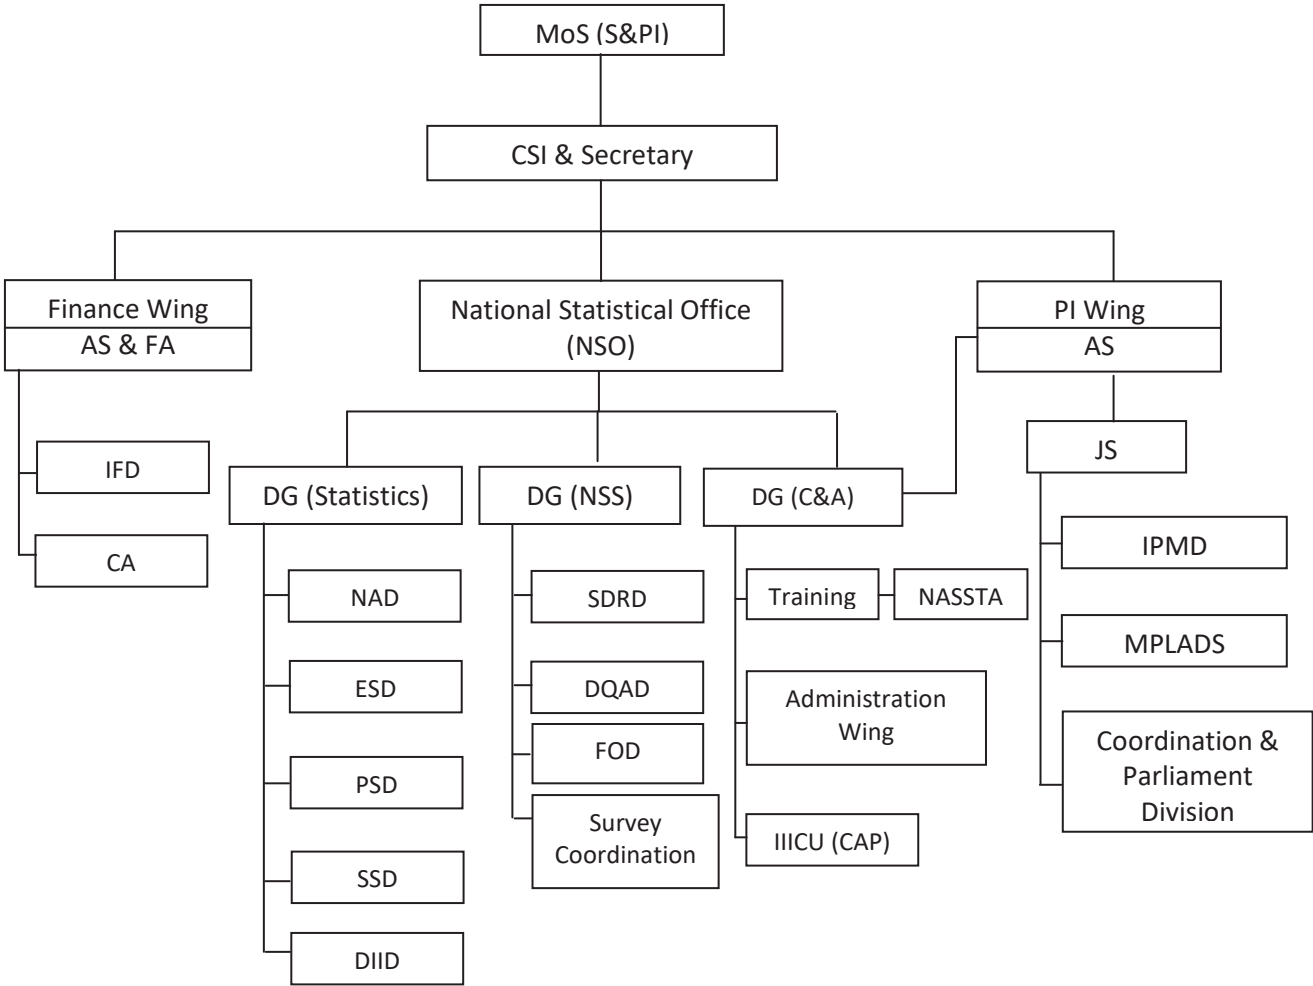 MoS (S&PI)
CSI & Secretary
Finance Wing
AS & FA
IFD
CA
National Statistical Office
(NSO)
DG (Statistics)
NAD
ESD
PSD
SSD
DIID
DG (NSS)
SDRD
DQAD
FOD
Survey
Coordination
DG (C&A)
Training
NASSTA
Administration
Wing
IIICU (CAP)
PI Wing
AS
JS
IPMD
MPLADS
Coordination &
Parliament
Division